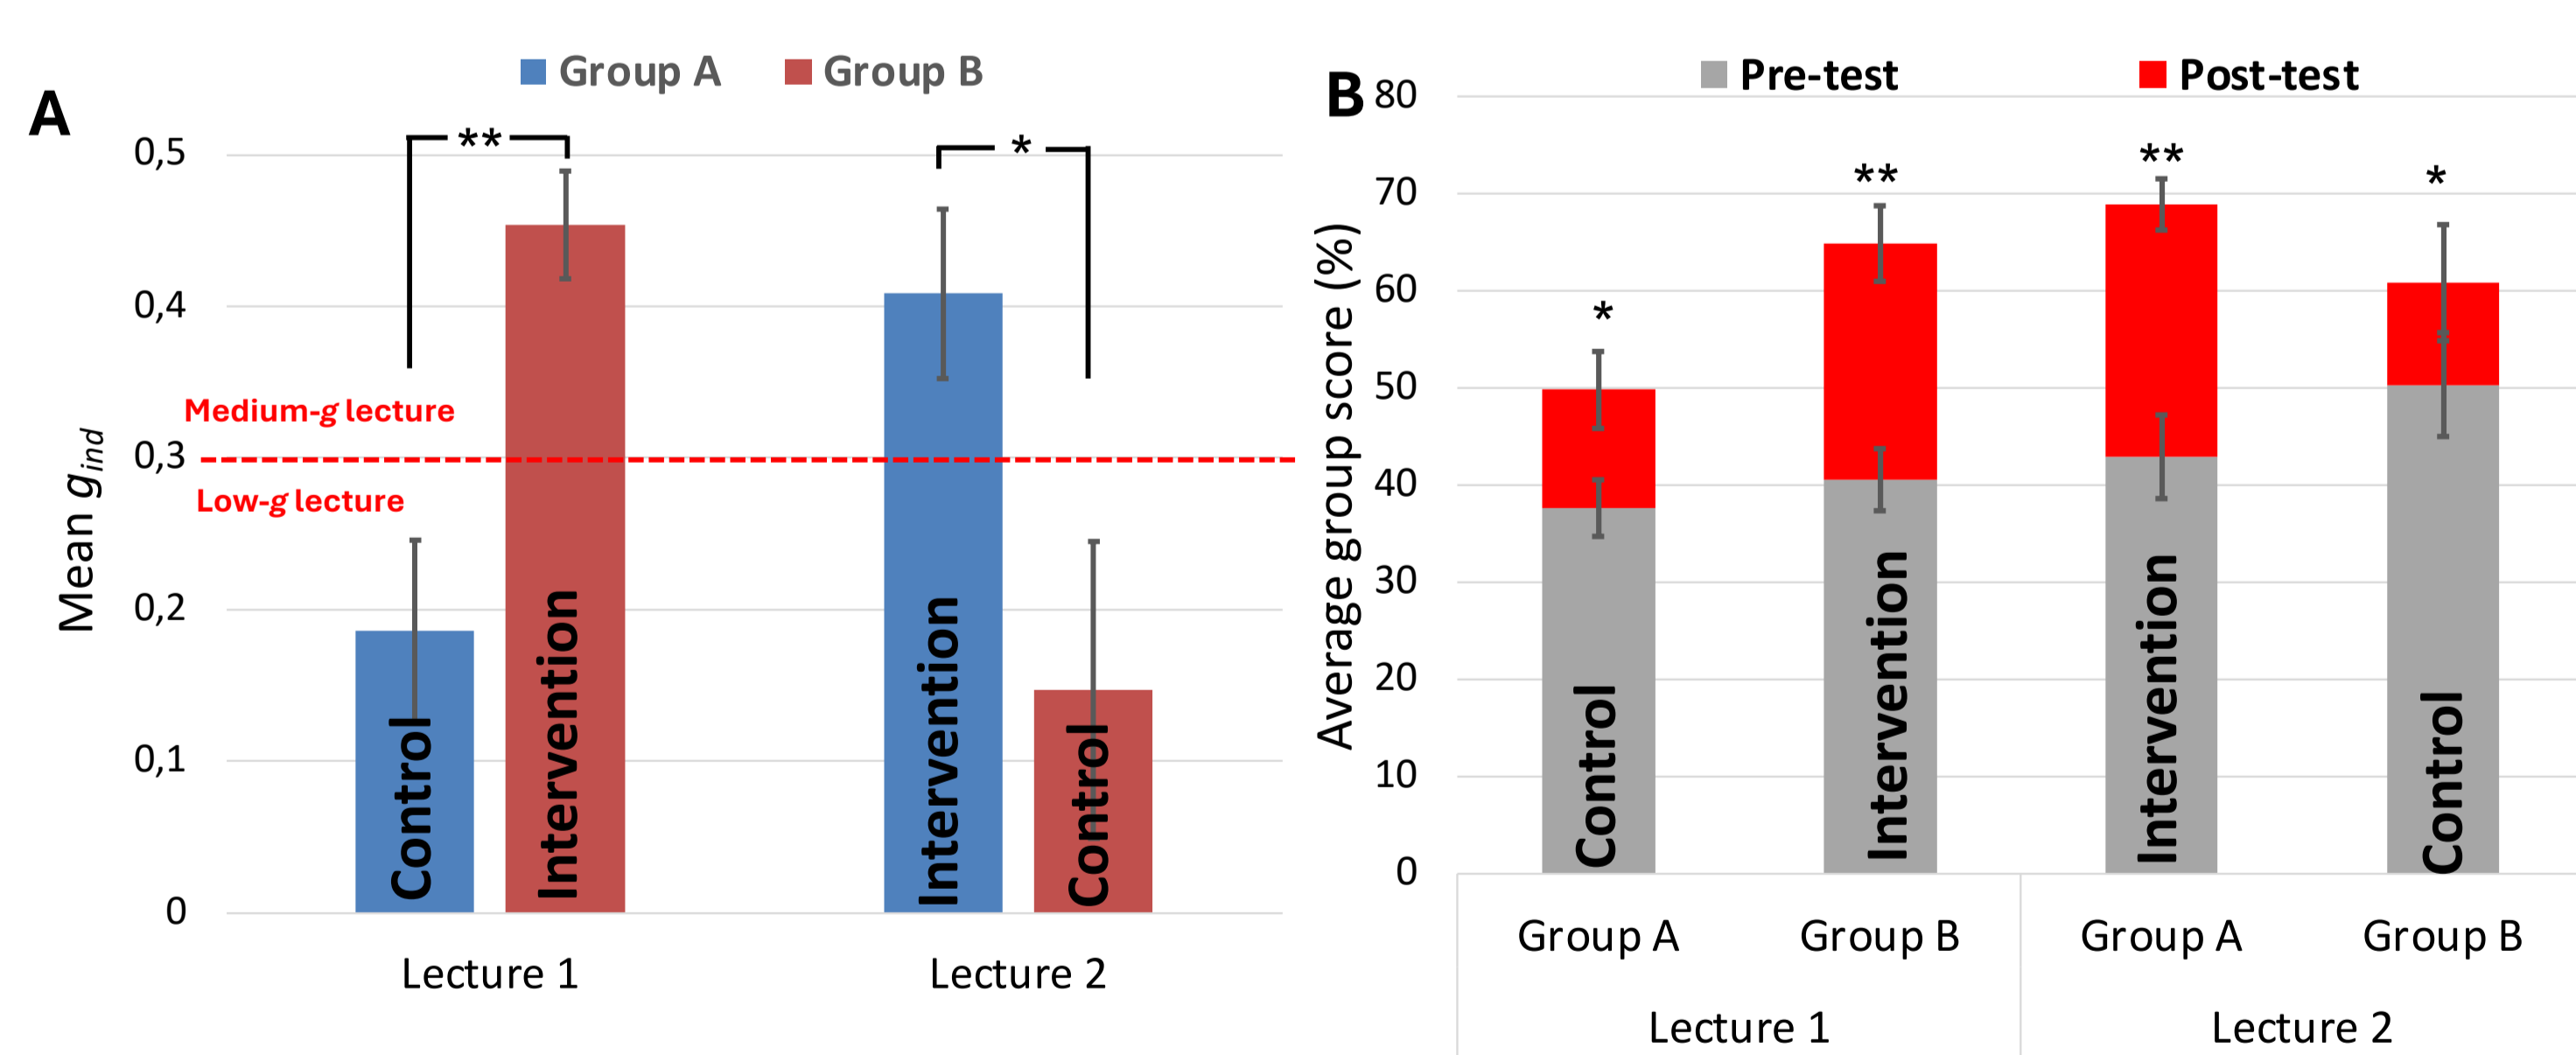 A
Group A
Group B
0,5
0,4
0,3
0,2
0,1
0
Mean gind
**
*
Medium-g lecture
Low-g lecture
Control
Intervention
Intervention
Control
Lecture 1
Lecture 2
B
Pre-test
Post-test
80
70
60
50
40
30
20
10
0
Average group score (%)
*
**
**
*
Control
Intervention
Intervention
Control
Group A
Group B
Group A
Group B
Lecture 1
Lecture 2